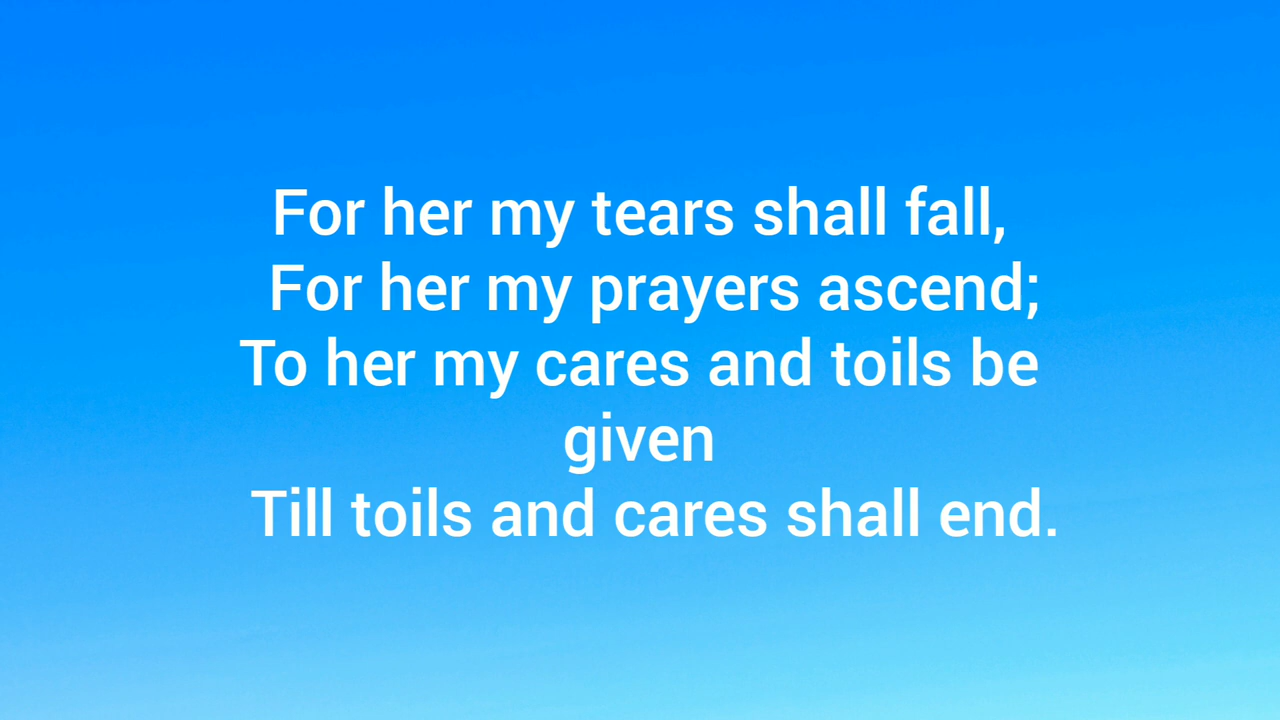 For her my tears shall fall,
For her my prayers ascend;
To her my cares and toils be
given
Till toils and cares shall end.